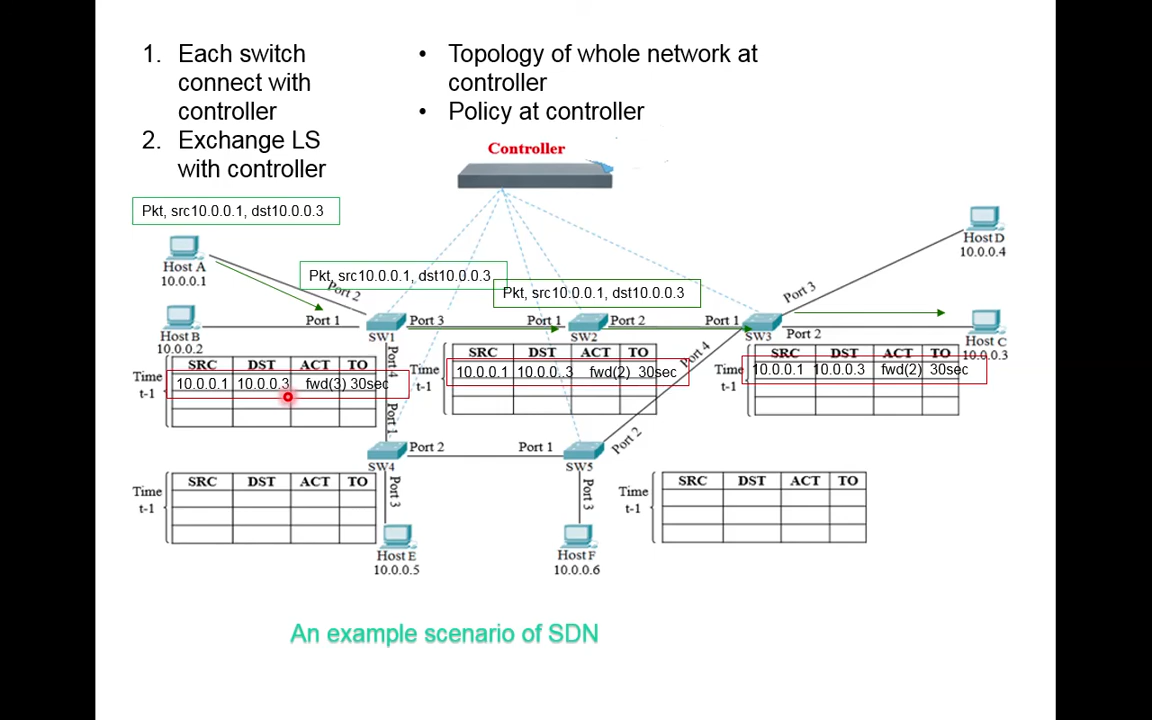 1. Each switch
connect with
controller
2. Exchange LS
with controller
• Topology of whole network at
controller
• Policy at controller
Controller
Pkt, src10.0.0.1, dst10.0.0.3
Host A
10.0.0.1
Pkt, src10.0.0.1, dst10.0.0.3
Pkt, src10.0.0.1, dst10.0.0.3
Host D
10.0.0.4
Port 2
Port 3
Host B
10.0.0.2
Port 1
SW1
Port 3
Port 1
SW2
Port 2
Port 1
SW3
Port 2
Host C
10.0.0.3
Port 4
Port 4
Time
t-1
SRC DST ACT TO
10.0.0.1 10.0.0.3 fwd(3) 30sec
Time
t-1
SRC DST ACT TO
10.0.0.1 10.0.0..3 fwd(2) 30sec
Time
t-1
SRC DST ACT TO
10.0.0.1 10.0.0.3 fwd(2) 30sec
Port 1
SW4
Port 2
Port 1
SW5
Port 2
Port 3
Port 3
Time
t-1
SRC DST ACT TO
Time
t-1
SRC DST ACT TO
Host E
10.0.0.5
Host F
10.0.0.6
An example scenario of SDN